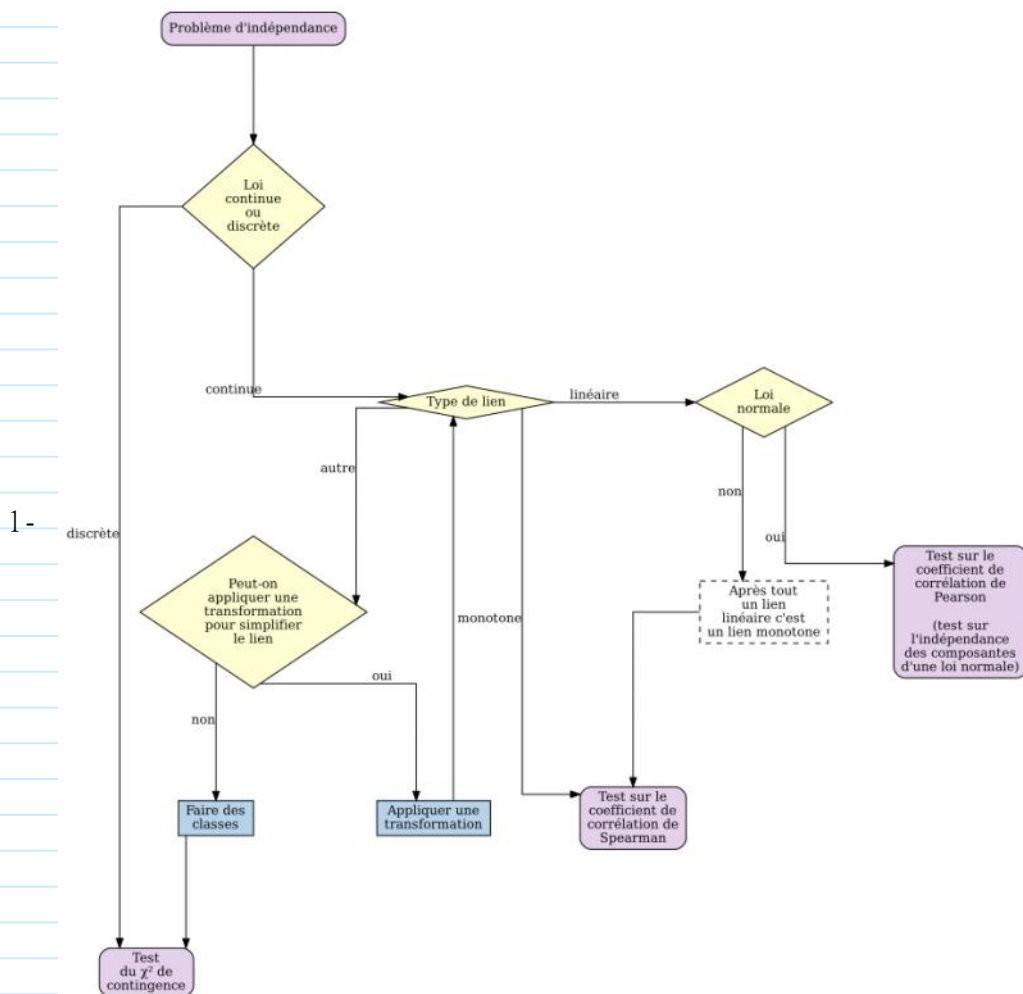 Problème d'indépendance
Loi
continue
ou
discrète
continue
Type de lien
linéaire
Loi
normale
autre
non
oui
1-
discrète
Peut-on
appliquer une
transformation
pour simplifier
le lien
monotone
Après tout
un lien
linéaire c'est
un lien monotone
Test sur le
coefficient de
corrélation de
Pearson
(test sur
l'indépendance
des composantes
d'une loi normale)
oui
non
Faire des
classes
Appliquer une
transformation
Test sur le
coefficient de
corrélation de
Spearman
Test
du χ² de
contingence